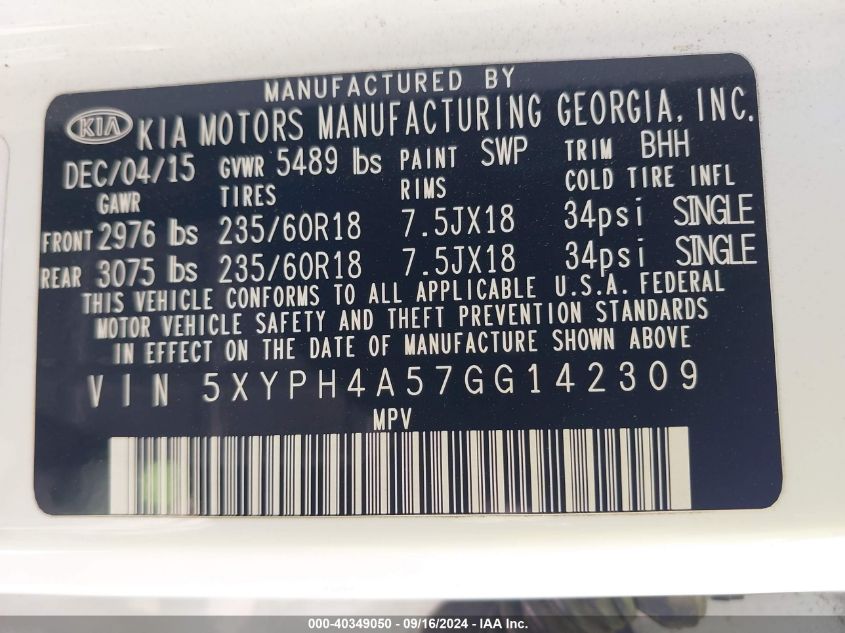 MANUFACTURED BY
KIA KIA MOTORS MANUFACTURING GEORGIA, INC.
DEC/04/15 GVWR 5489 lbs PAINT SWP TRIM BHH
GAWR TIRES RIMS COLD TIRE INFL
FRONT 2976 lbs 235/60R18 7.5JX18 34psi SINGLE
REAR 3075 lbs 235/60R18 7.5JX18 34psi SINGLE
THIS VEHICLE CONFORMS TO ALL APPLICABLE U.S.A. FEDERAL
MOTOR VEHICLE SAFETY AND THEFT PREVENTION STANDARDS
IN EFFECT ON THE DATE OF MANUFACTURE SHOWN ABOVE
VIN 5XYPH4A57GG142309
MPV
000-40349050 - 09/16/2024 - IAA Inc.